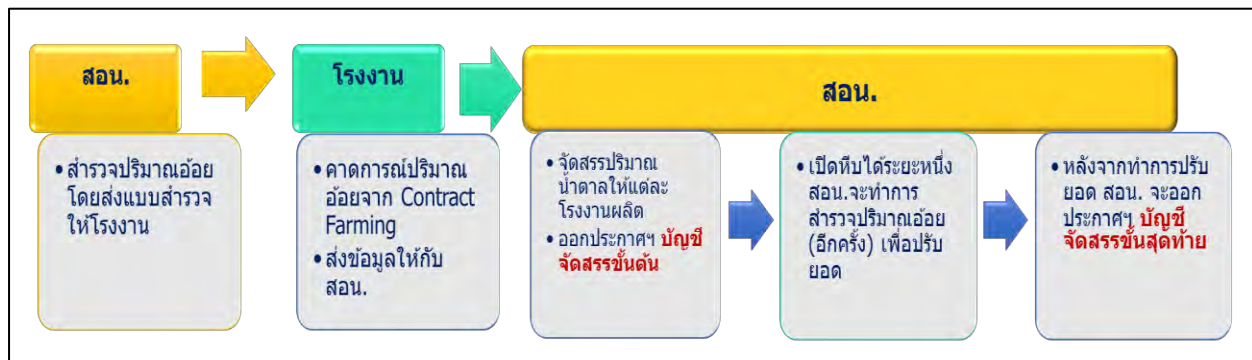 สอน.
โรงงาน
สอน.
• สำรวจปริมาณอ้อย
โดยส่งแบบสำรวจ
ให้โรงงาน
• คาดการณ์ปริมาณ
อ้อยจาก Contract
Farming
• ส่งข้อมูลให้กับ
สอน.
• จัดสรรปริมาณ
น้ำตาลให้แต่ละ
โรงงานผลิต
• ออกประกาศฯ บัญชี
จัดสรรขั้นต้น
• เปิดหีบได้ระยะหนึ่ง
สอน.จะทำการ
สำรวจปริมาณอ้อย
(อีกครั้ง) เพื่อปรับ
ยอด
• หลังจากทำการปรับ
ยอด สอน. จะออก
ประกาศฯ บัญชี
จัดสรรขั้นสุดท้าย